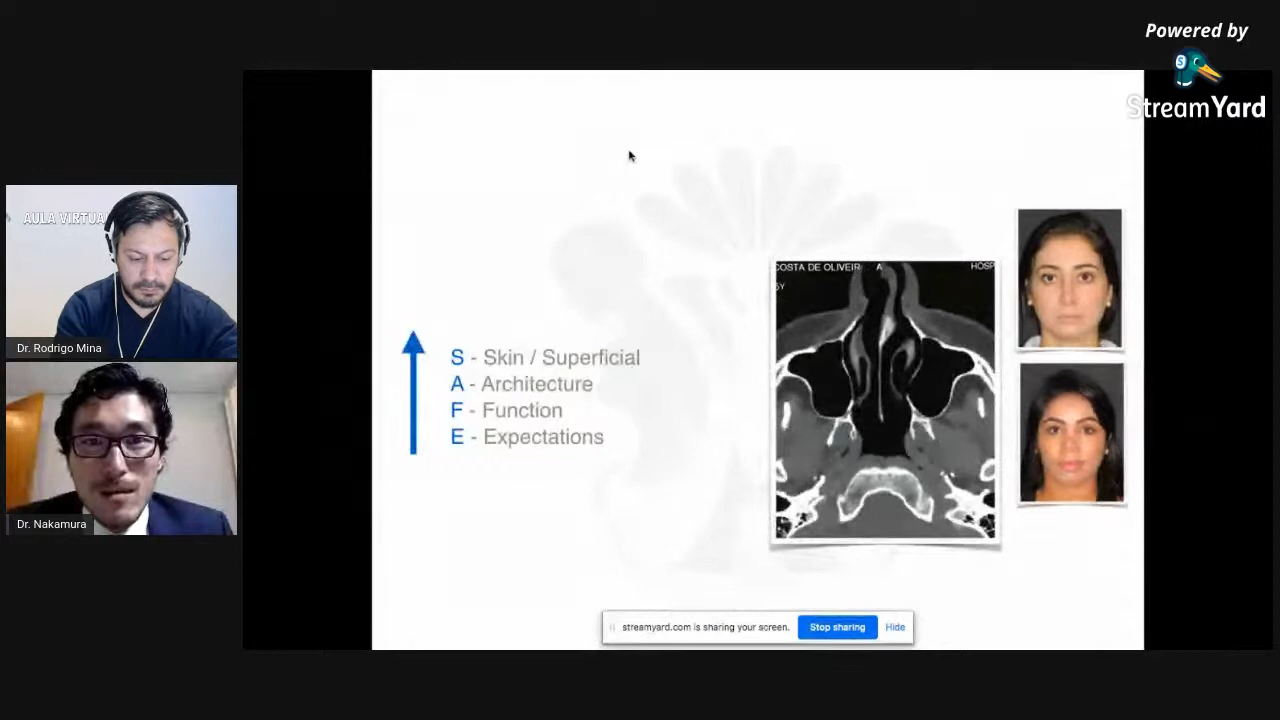 Powered by
StreamYard
AULA VIRTUA
Dr. Rodrigo Mina
Dr. Nakamura
S - Skin / Superficial
A - Architecture
F - Function
E - Expectations
COSTA DE OLIVEIR A HOSP
streamyard.com is sharing your screen. Stop sharing Hide